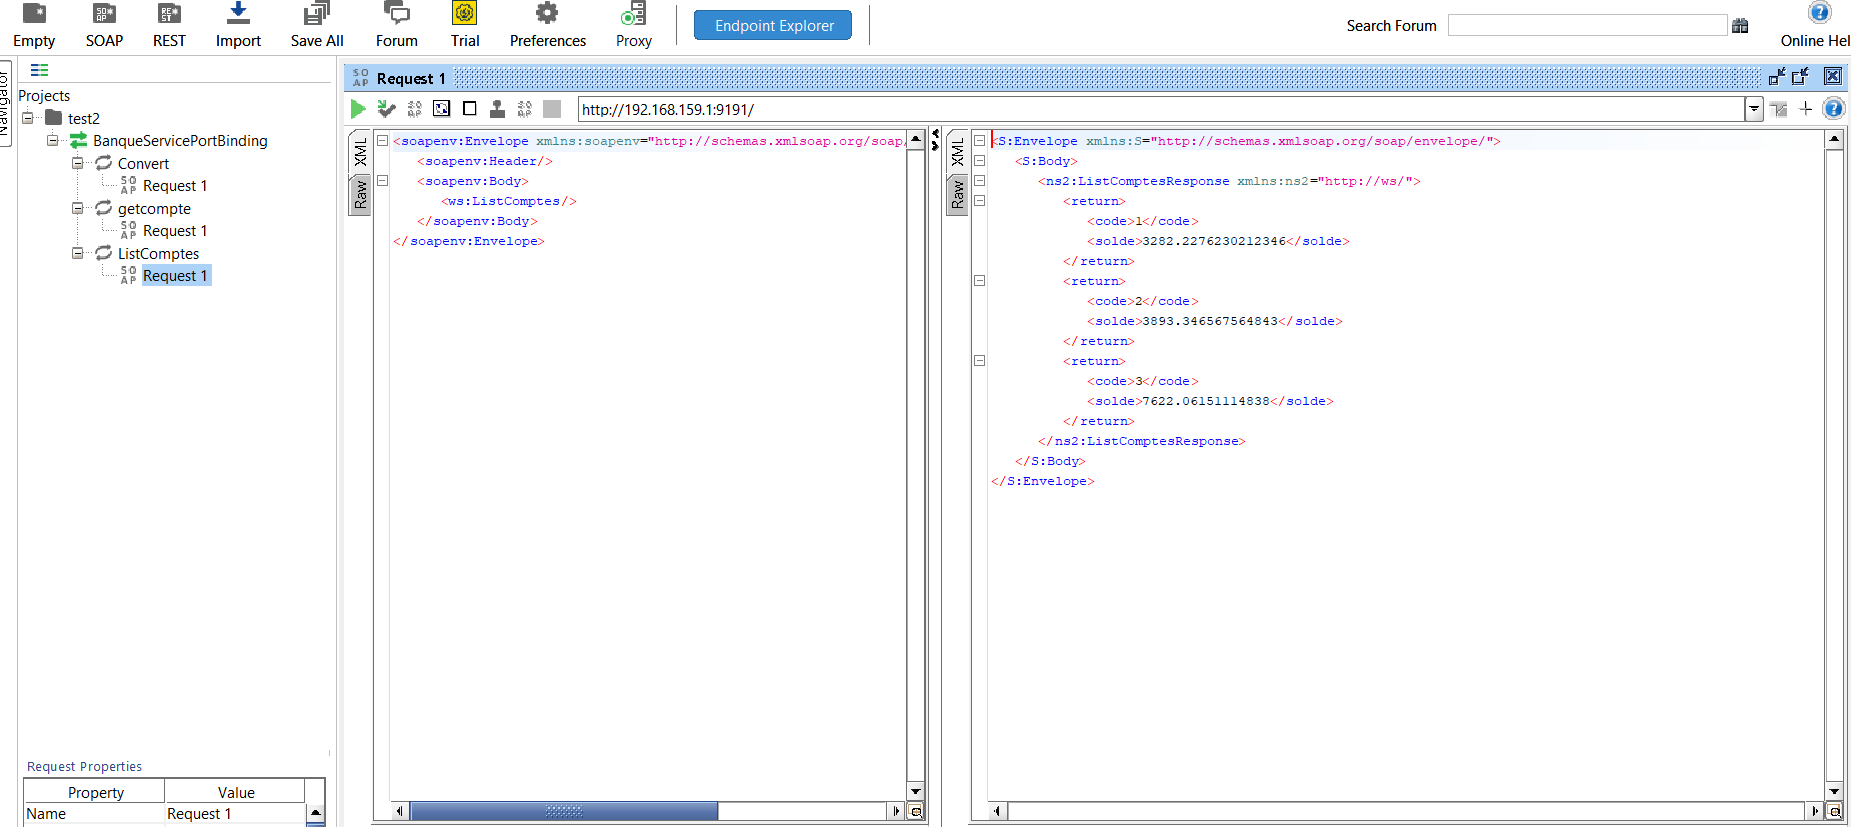 Empty SOAP REST Import Save All Forum Trial Preferences Proxy Endpoint Explorer Search Forum Online Hel
Navigator
Projects
test2
BanqueServicePortBinding
Convert
Request 1
getcompte
Request 1
ListComptes
Request 1
Request Properties
Property Value
Name Request 1
Request 1
http://192.168.159.1:9191/
XML
Raw
<soapenv:Envelope xmlns:soapenv="http://schemas.xmlsoap.org/soap/
<soapenv:Header/>
<soapenv:Body>
<ws:ListComptes/>
</soapenv:Body>
</soapenv:Envelope>
XML
Raw
<S:Envelope xmlns:S="http://schemas.xmlsoap.org/soap/envelope/">
<S:Body>
<ns2:ListComptesResponse xmlns:ns2="http://ws/">
<return>
<code>1</code>
<solde>3282.2276230212346</solde>
</return>
<return>
<code>2</code>
<solde>3893.346567564843</solde>
</return>
<return>
<code>3</code>
<solde>7622.06151114838</solde>
</return>
</ns2:ListComptesResponse>
</S:Body>
</S:Envelope>